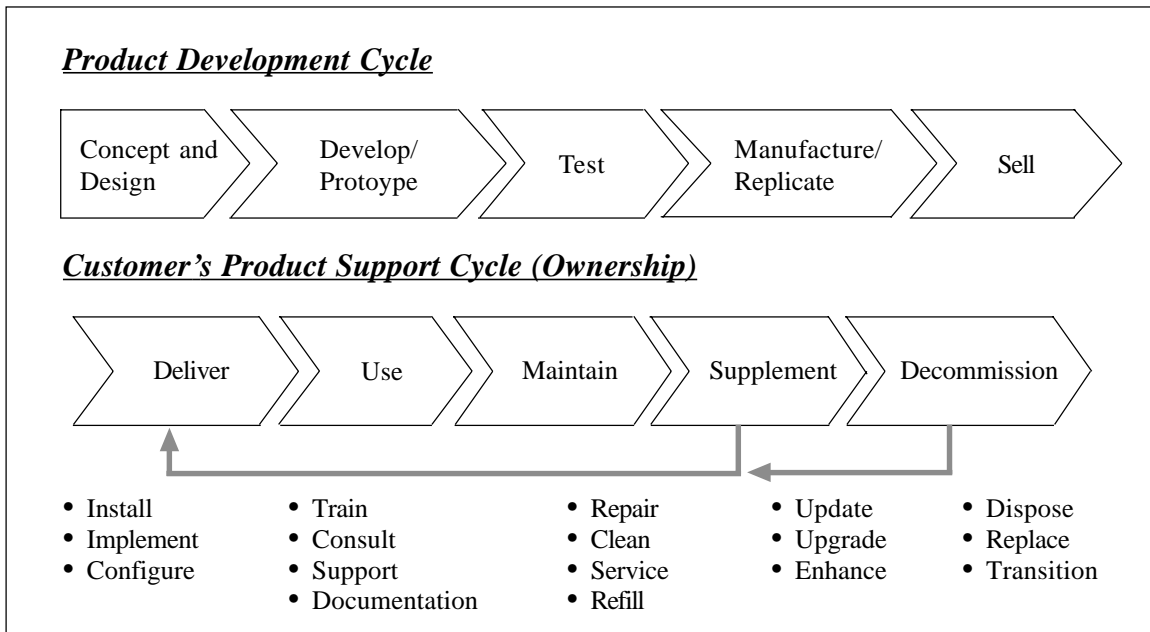 Product Development Cycle
Concept and
Design
Develop/
Protoype
Test
Manufacture/
Replicate
Sell
Customer's Product Support Cycle (Ownership)
Deliver
Use
Maintain
Supplement
Decommission
• Install
• Implement
• Configure
• Train
• Consult
• Support
• Documentation
• Repair
• Clean
• Service
• Refill
• Update
• Upgrade
• Enhance
• Dispose
• Replace
• Transition